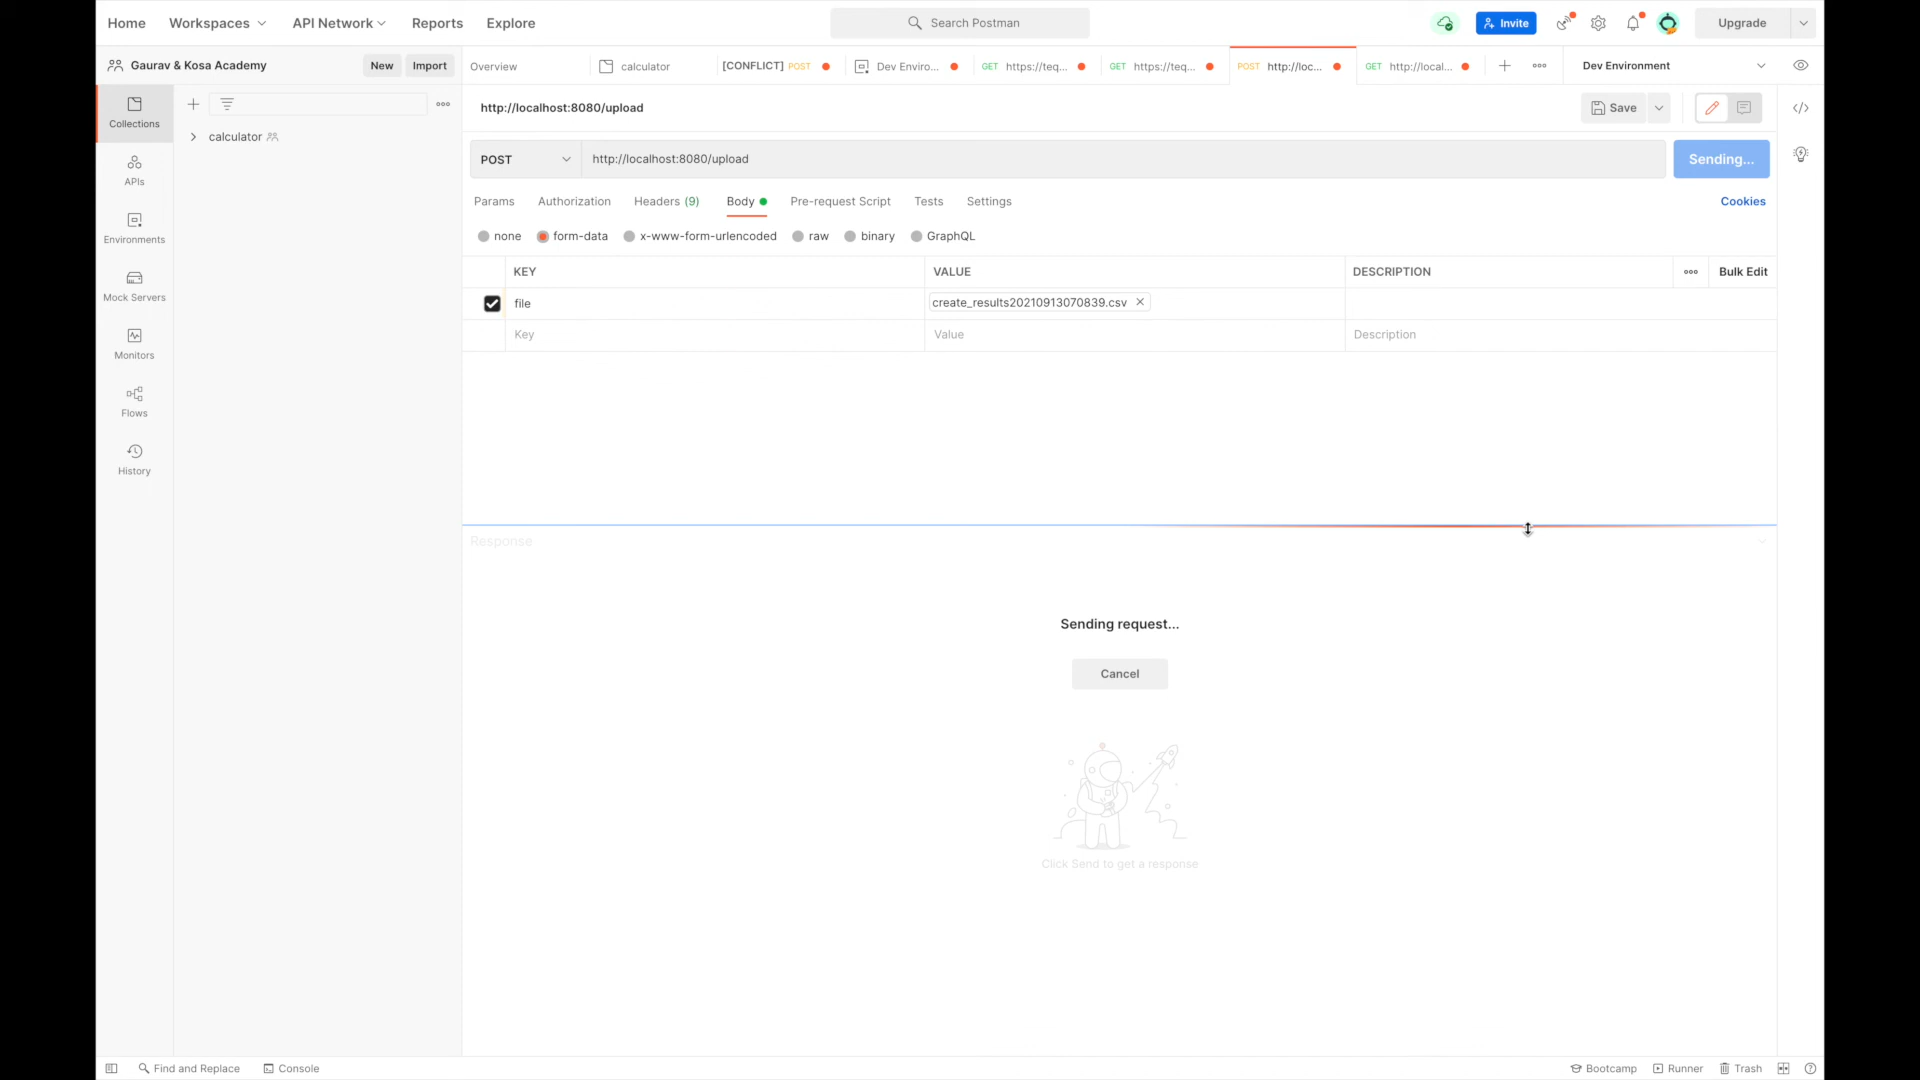 Home Workspaces API Network Reports Explore Search Postman Invite Upgrade
Gaurav & Kosa Academy New Import Overview calculator [CONFLICT] POST Dev Enviro... GET https://teq... GET https://teq... POST http://loc... GET http://local... Dev Environment
Collections
calculator
http://localhost:8080/upload Save
APIs
POST http://localhost:8080/upload Sending...
Params Authorization Headers (9) Body Pre-request Script Tests Settings Cookies
Environments
none form-data x-www-form-urlencoded raw binary GraphQL
KEY VALUE DESCRIPTION Bulk Edit
Mock Servers
file create_results20210913070839.csv
Key Value Description
Monitors
Flows
History
Response
Sending request...
Cancel
Click Send to get a response
Find and Replace Console Bootcamp Runner Trash